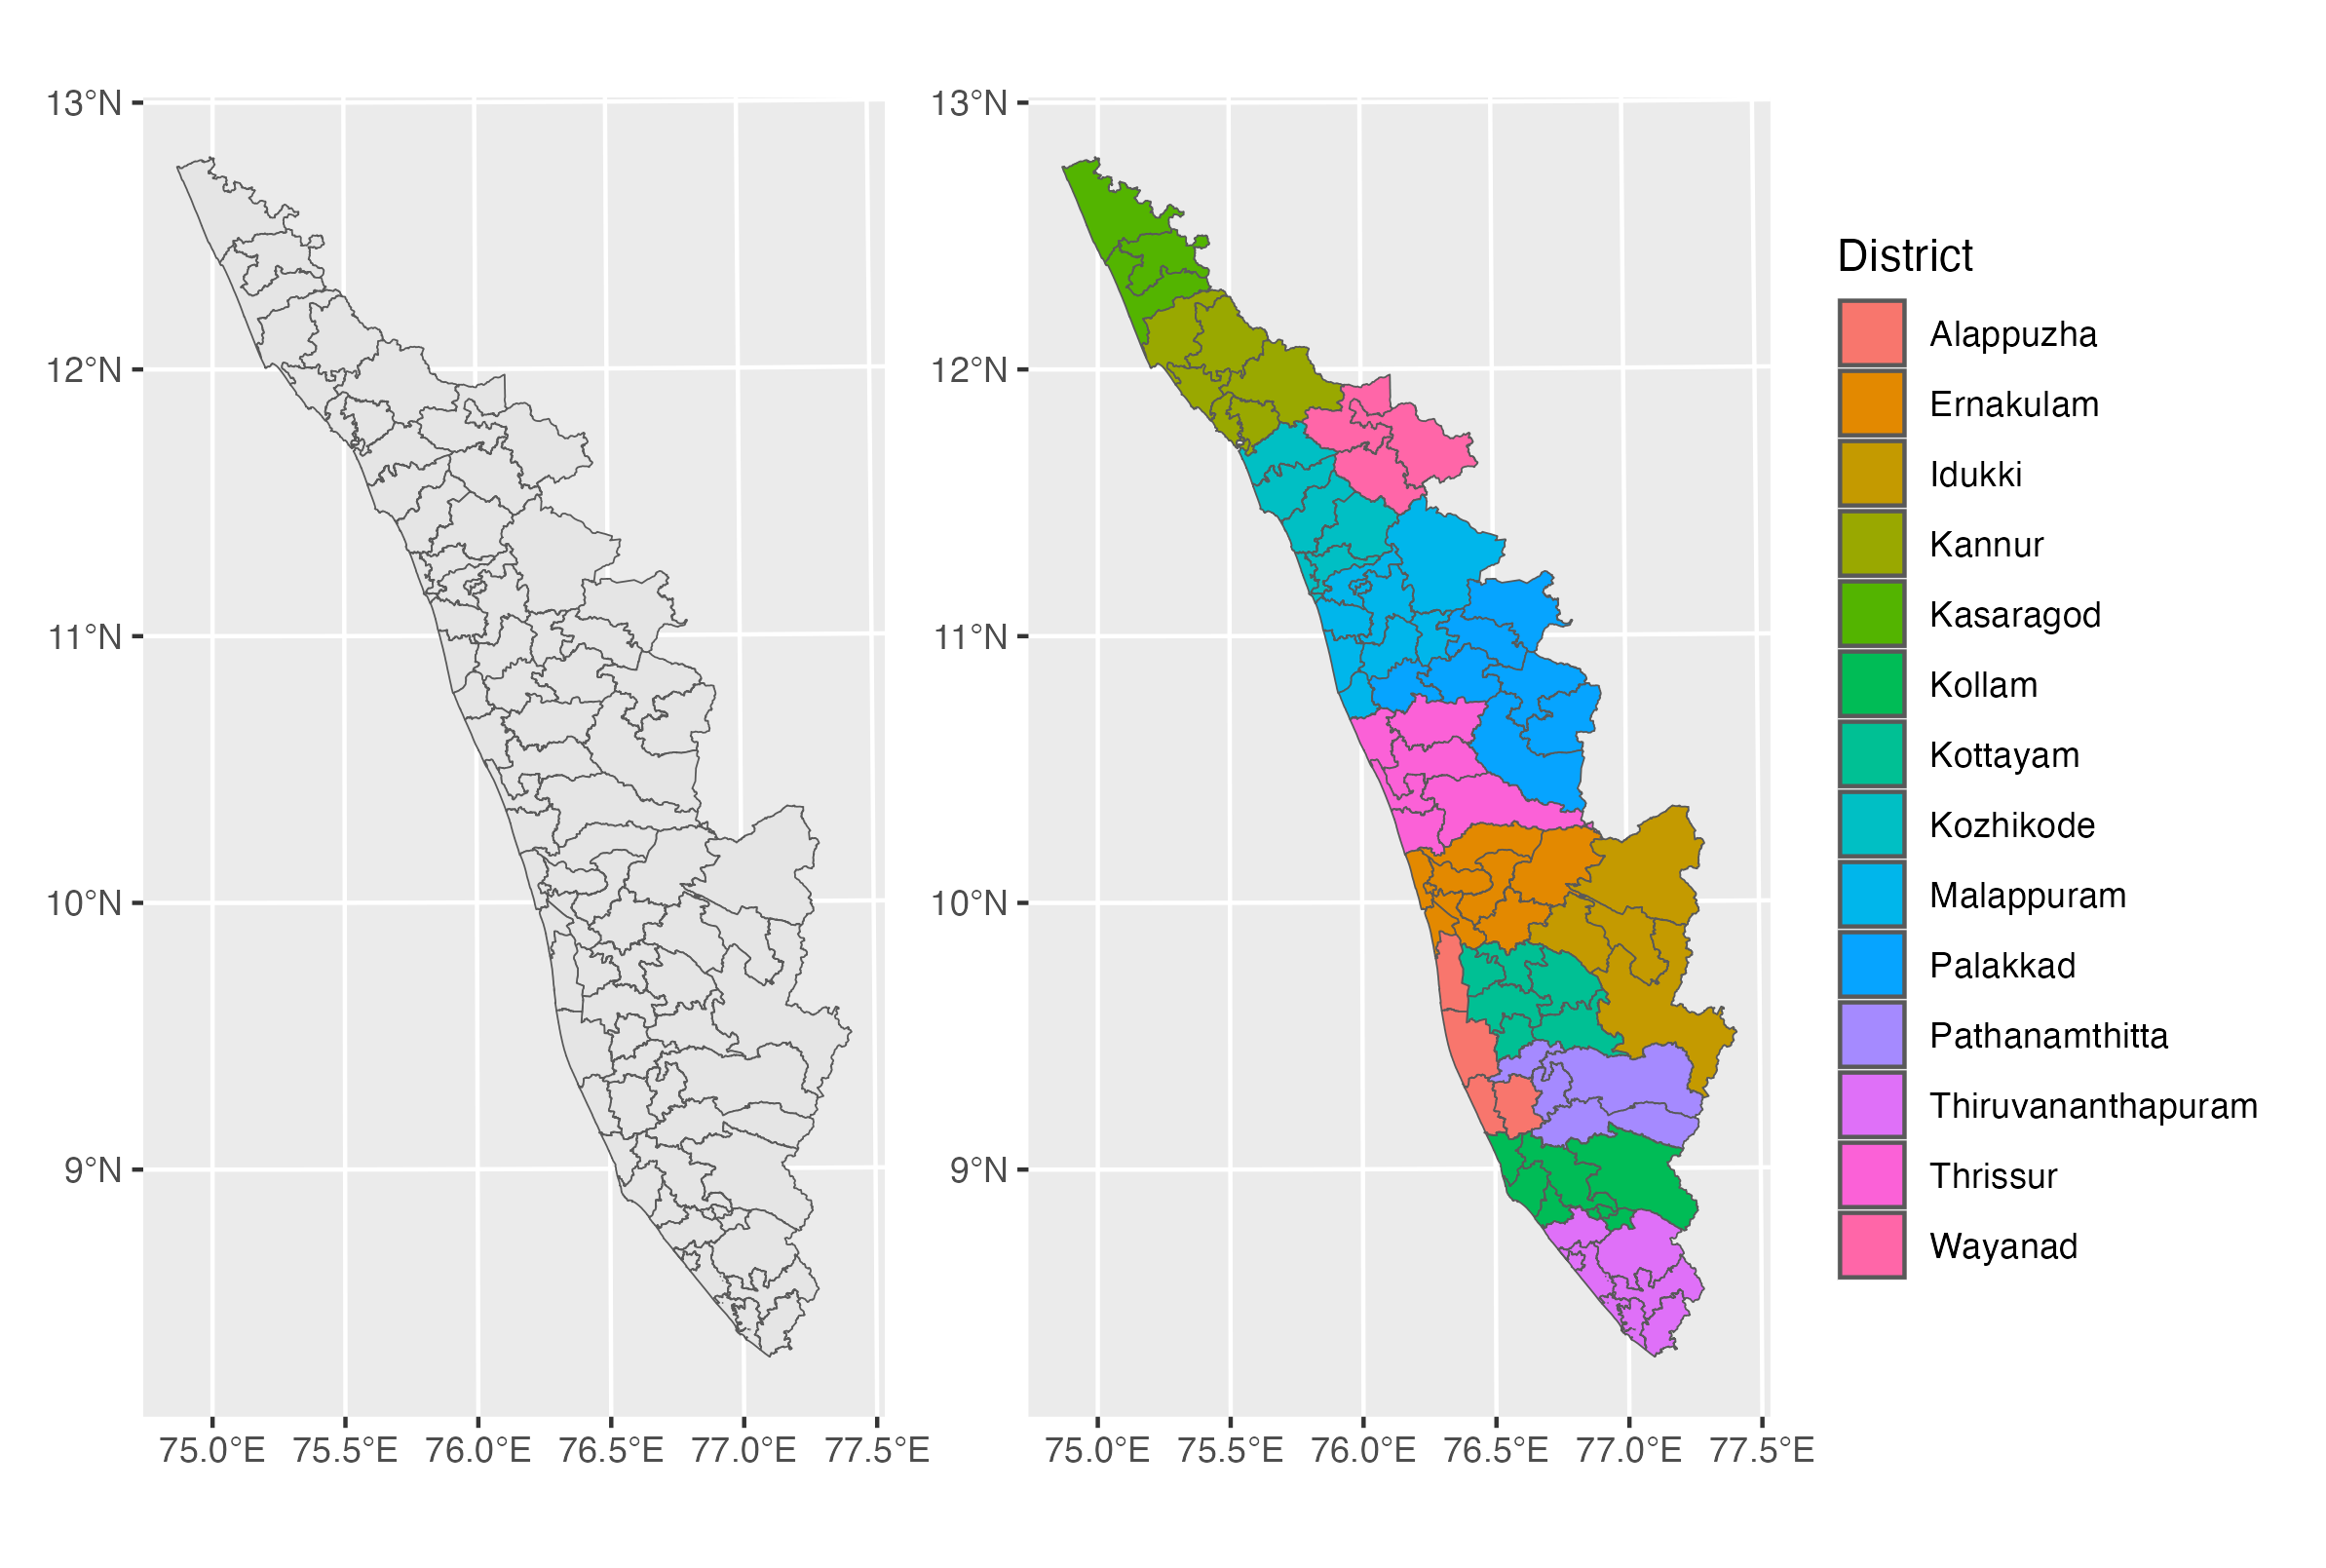 13°N
12°N
11°N
10°N
9°N
75.0°E 75.5°E 76.0°E 76.5°E 77.0°E 77.5°E
13°N
12°N
11°N
10°N
9°N
75.0°E 75.5°E 76.0°E 76.5°E 77.0°E 77.5°E
District
Alappuzha
Ernakulam
Idukki
Kannur
Kasaragod
Kollam
Kottayam
Kozhikode
Malappuram
Palakkad
Pathanamthitta
Thiruvananthapuram
Thrissur
Wayanad